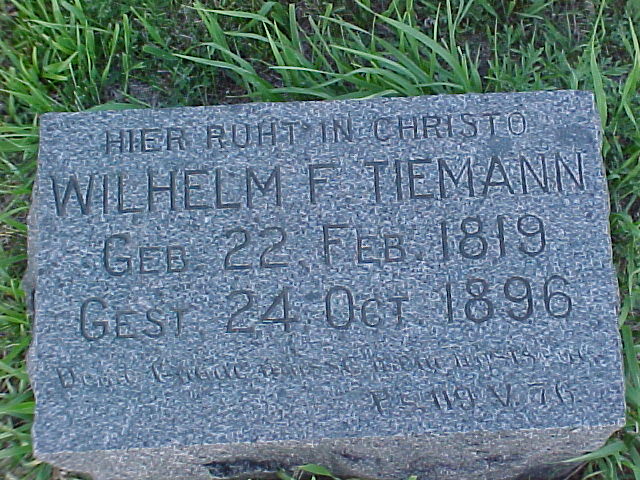 HIER RUHT IN CHRISTO
WILHELM F. TIEMANN
GEB. 22. FEB. 1819
GEST. 24. OCT. 1896
PS. 119 V. 76.